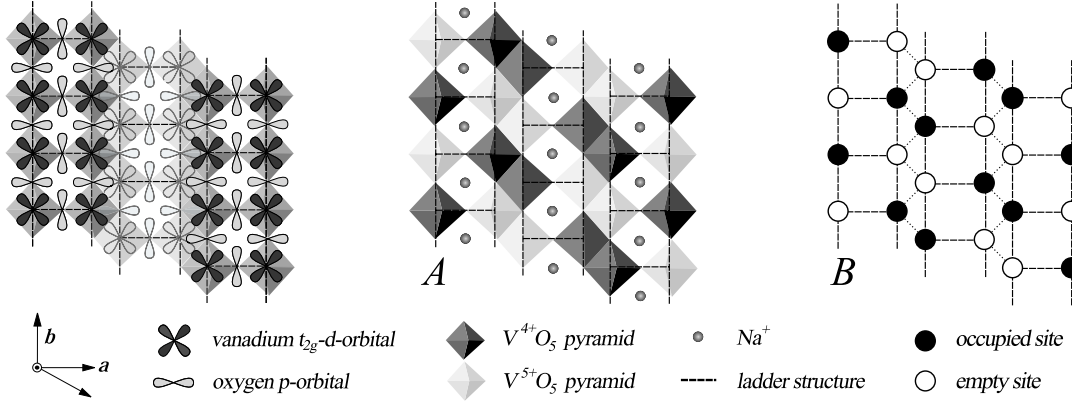 A
B
b
a
vanadium t2g-d-orbital
oxygen p-orbital
V4+O5 pyramid
V5+O5 pyramid
Na+
ladder structure
occupied site
empty site